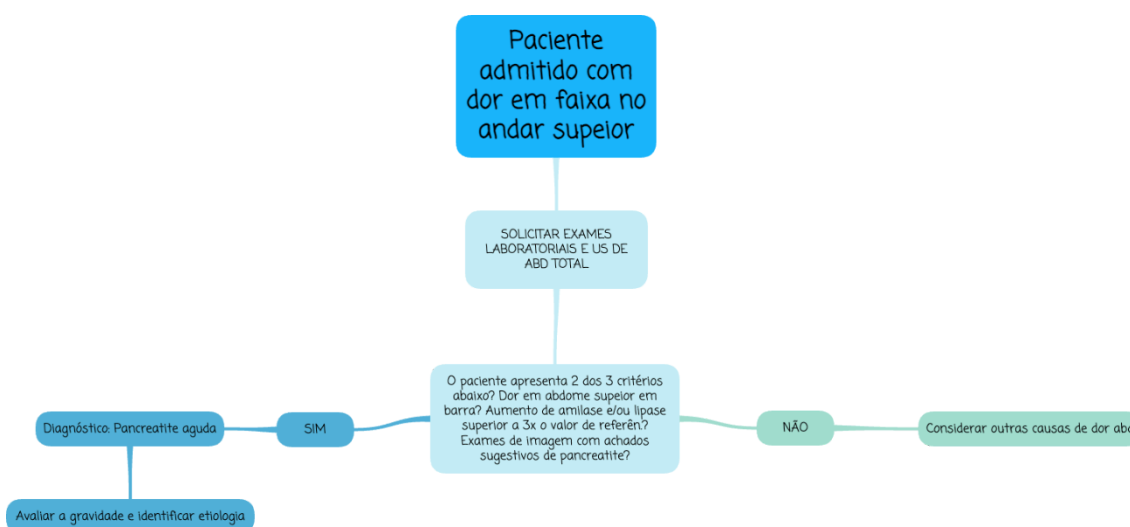 Paciente
admitido com
dor em faixa no
andar supeior
SOLICITAR EXAMES
LABORATORIAIS E US DE
ABD TOTAL
O paciente apresenta 2 dos 3 critérios
abaixo? Dor em abdome supeior em
barra? Aumento de amilase e/ou lipase
superior a 3x o valor de referên?
Exames de imagem com achados
sugestivos de pancreatite?
Diagnóstico: Pancreatite aguda
SIM
NÃO
Considerar outras causas de dor abd
Avaliar a gravidade e identificar etiologia